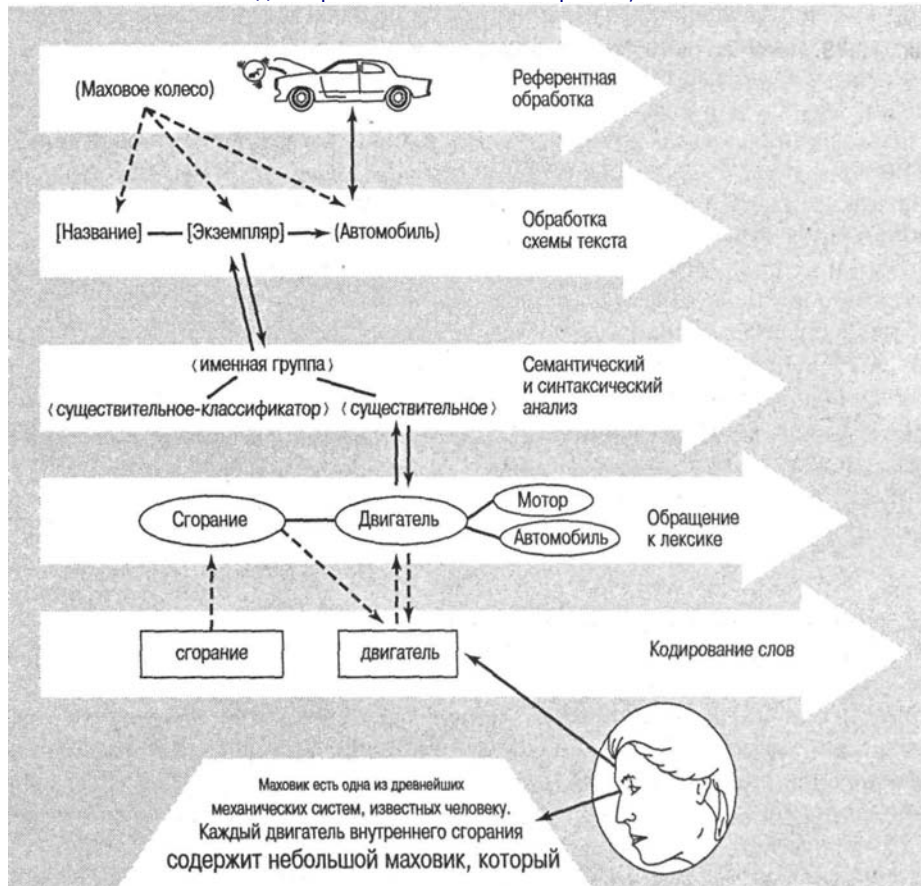 (Маховое колесо)
Референтная
обработка
[Название] — [Экземпляр] → (Автомобиль)
Обработка
схемы текста
⟨именная группа⟩
⟨существительное-классификатор⟩ ⟨существительное⟩
Семантический
и синтаксический
анализ
Сгорание
Двигатель
Мотор
Автомобиль
Обращение
к лексике
сгорание
двигатель
Кодирование слов
Маховик есть одна из древнейших
механических систем, известных человеку.
Каждый двигатель внутреннего сгорания
содержит небольшой маховик, который